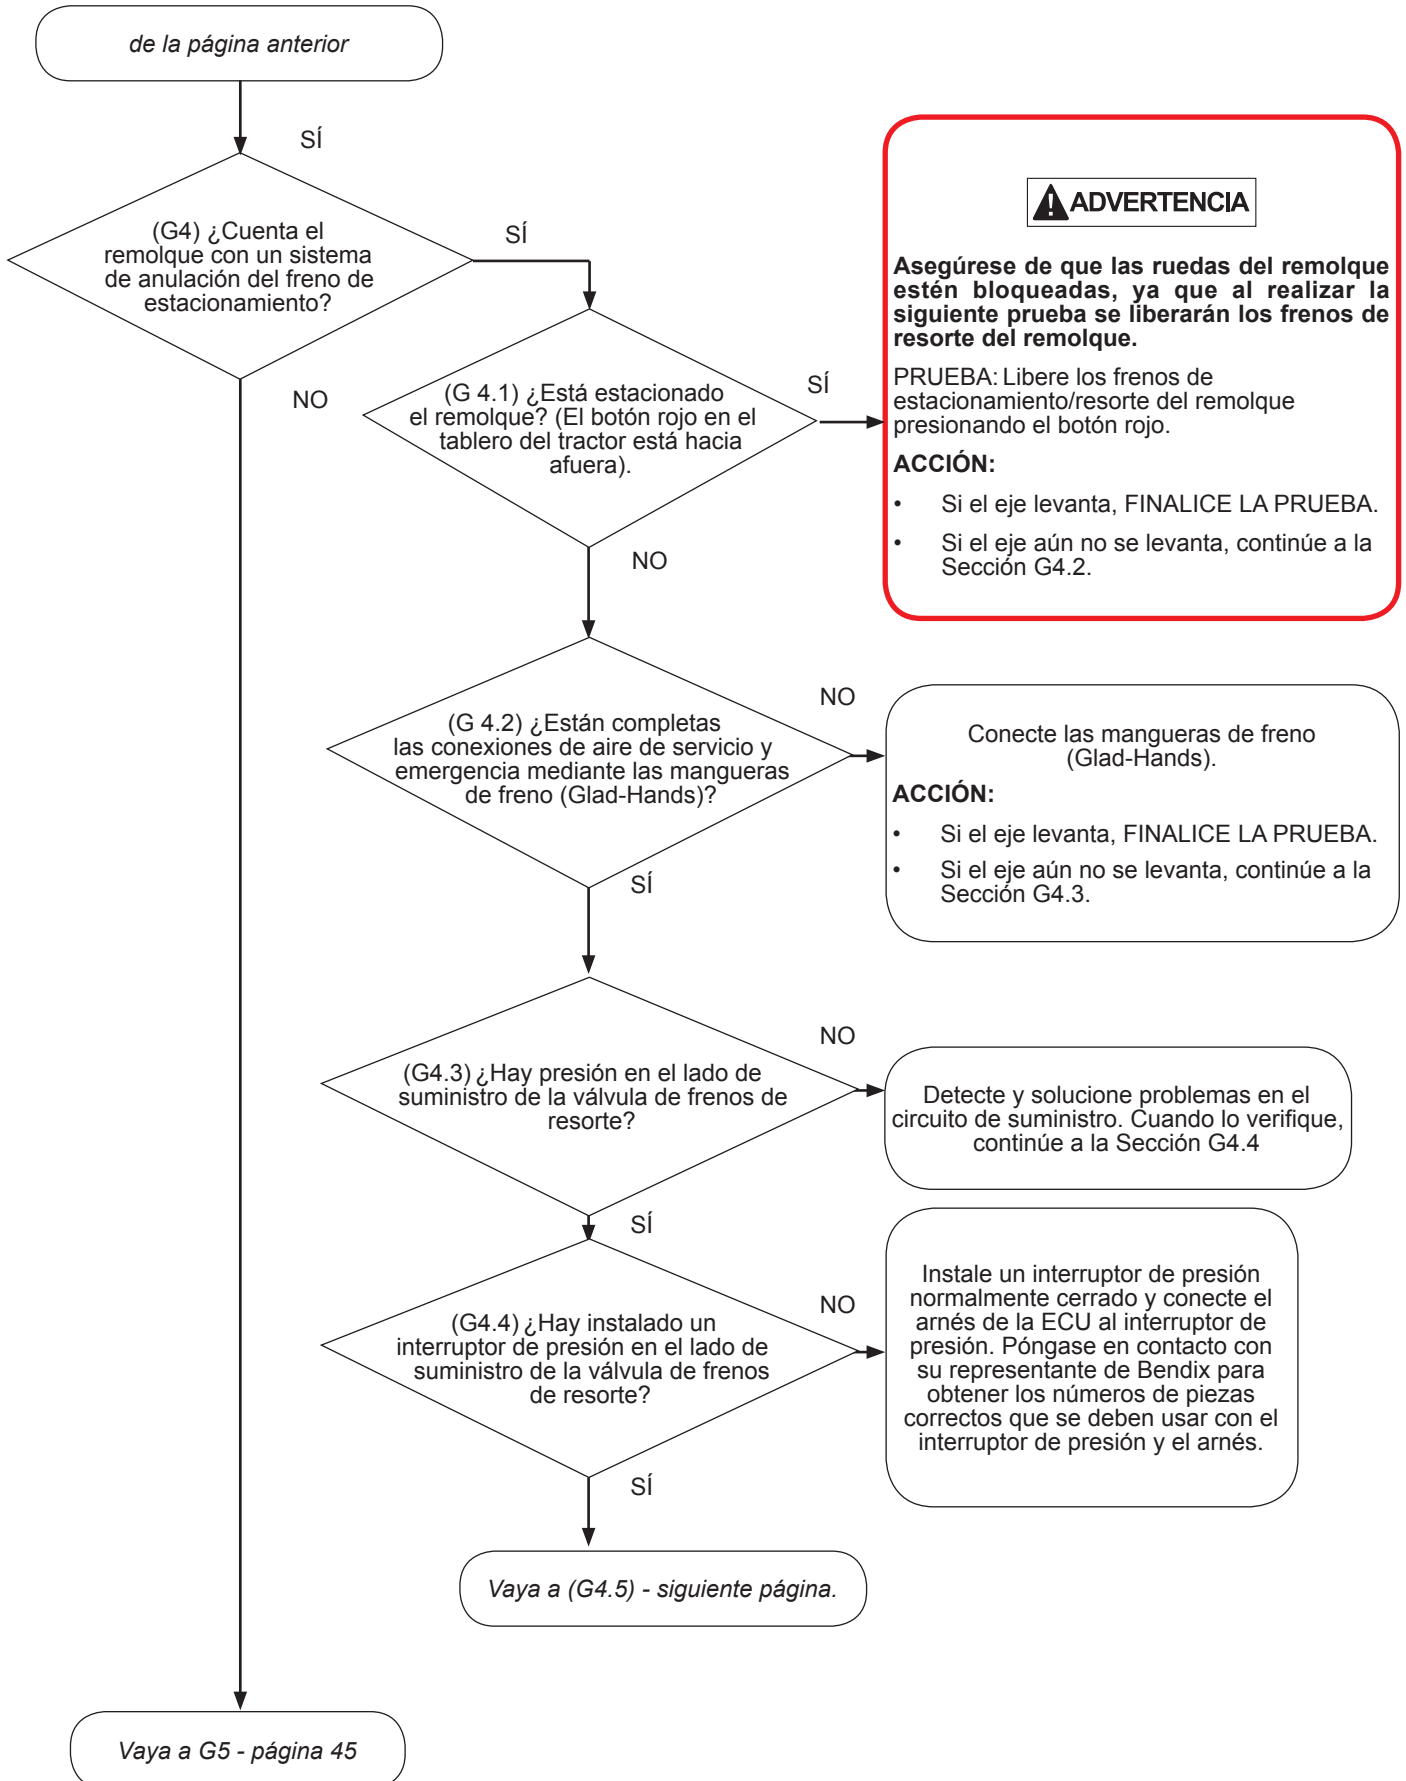 de la página anterior
SÍ
(G4) ¿Cuenta el
remolque con un sistema
de anulación del freno de
estacionamiento?
SÍ
NO
(G 4.1) ¿Está estacionado
el remolque? (El botón rojo en el
tablero del tractor está hacia
afuera).
SÍ
NO
ADVERTENCIA
Asegúrese de que las ruedas del remolque
estén bloqueadas, ya que al realizar la
siguiente prueba se liberarán los frenos de
resorte del remolque.
PRUEBA: Libere los frenos de
estacionamiento/resorte del remolque
presionando el botón rojo.
ACCIÓN:
• Si el eje levanta, FINALICE LA PRUEBA.
• Si el eje aún no se levanta, continúe a la
Sección G4.2.
(G 4.2) ¿Están completas
las conexiones de aire de servicio y
emergencia mediante las mangueras
de freno (Glad-Hands)?
NO
SÍ
Conecte las mangueras de freno
(Glad-Hands).
ACCIÓN:
• Si el eje levanta, FINALICE LA PRUEBA.
• Si el eje aún no se levanta, continúe a la
Sección G4.3.
(G4.3) ¿Hay presión en el lado de
suministro de la válvula de frenos de
resorte?
NO
SÍ
Detecte y solucione problemas en el
circuito de suministro. Cuando lo verifique,
continúe a la Sección G4.4
(G4.4) ¿Hay instalado un
interruptor de presión en el lado de
suministro de la válvula de frenos
de resorte?
NO
SÍ
Instale un interruptor de presión
normalmente cerrado y conecte el
arnés de la ECU al interruptor de
presión. Póngase en contacto con
su representante de Bendix para
obtener los números de piezas
correctos que se deben usar con el
interruptor de presión y el arnés.
Vaya a (G4.5) - siguiente página.
Vaya a G5 - página 45